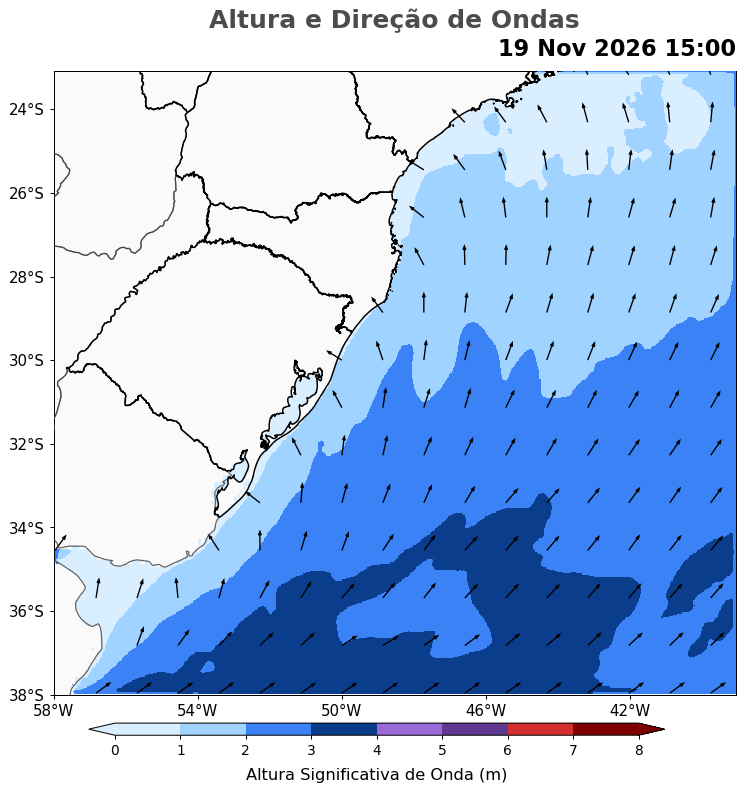 Altura e Direção de Ondas
19 Nov 2026 15:00
24°S
26°S
28°S
30°S
32°S
34°S
36°S
38°S
58°W 54°W 50°W 46°W 42°W
0 1 2 3 4 5 6 7 8
Altura Significativa de Onda (m)